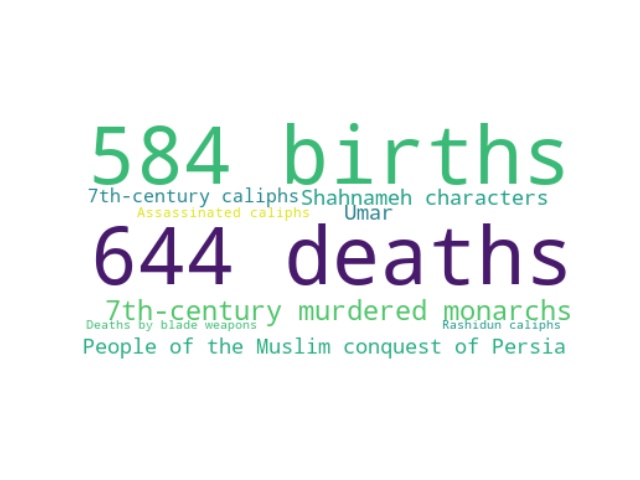 584 births
7th-century caliphs
Shahnameh characters
Assassinated caliphs
Umar
644 deaths
7th-century murdered monarchs
Deaths by blade weapons
Rashidun caliphs
People of the Muslim conquest of Persia